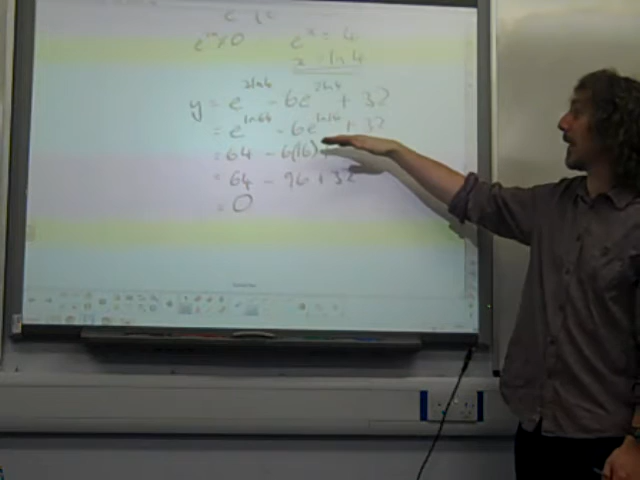 e^x ≠ 0 e^x = 4
x = ln 4
y = e^{3ln4} - 6e^{2ln4} + 32
= e^{ln64} - 6e^{ln16} + 32
= 64 - 6(16) +
= 64 - 96 + 32
= 0